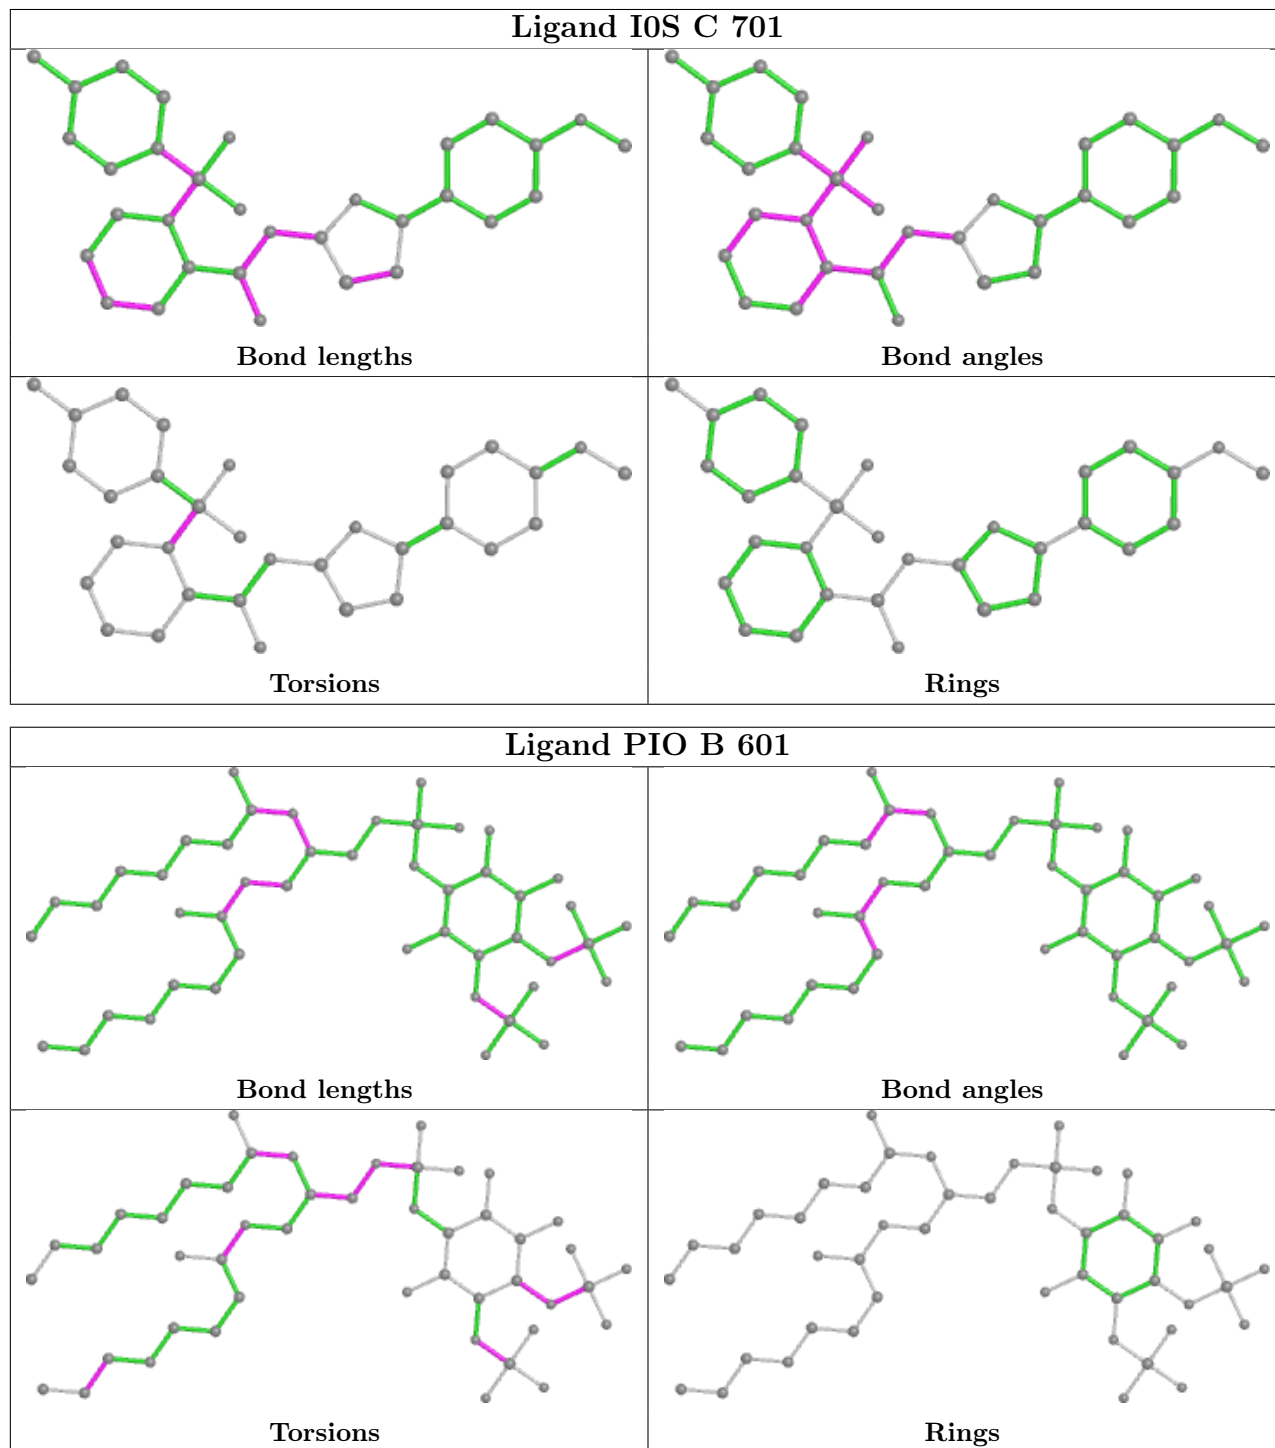 Ligand I0S C 701
Bond lengths
Bond angles
Torsions
Rings
Ligand PIO B 601
Bond lengths
Bond angles
Torsions
Rings